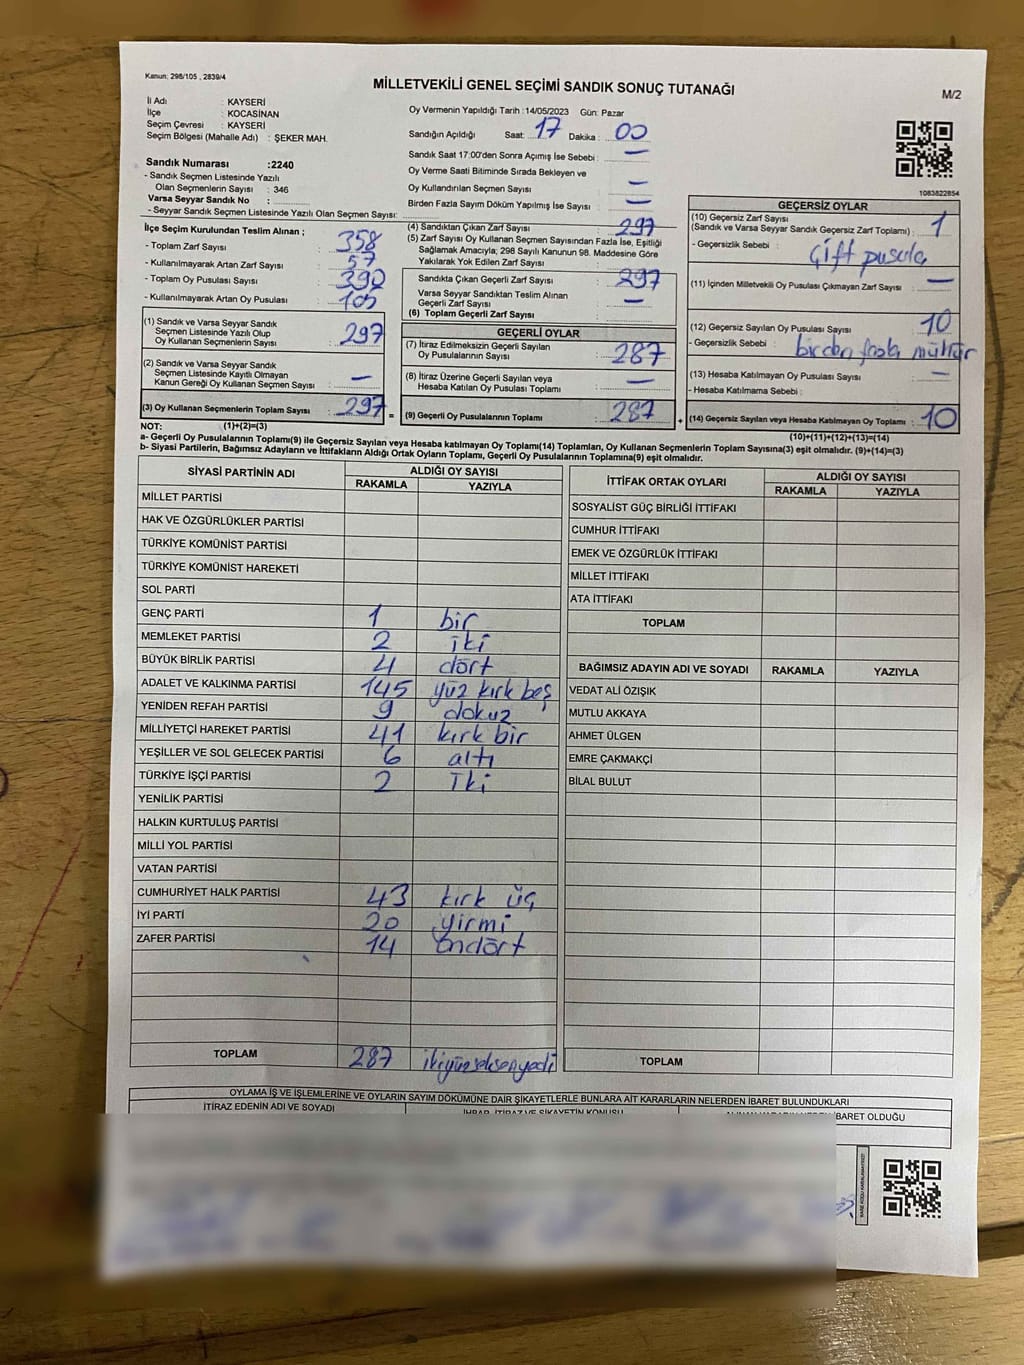 Kanun: 298/105 , 2839/4
MİLLETVEKİLİ GENEL SEÇİMİ SANDIK SONUÇ TUTANAĞI
M/2
İl Adı : KAYSERİ
İlçe : KOCASİNAN
Seçim Çevresi : KAYSERİ
Seçim Bölgesi (Mahalle Adı) : ŞEKER MAH.
Sandık Numarası :2240
- Sandık Seçmen Listesinde Yazılı
Olan Seçmenlerin Sayısı : 346
Varsa Seyyar Sandık No :
- Seyyar Sandık Seçmen Listesinde Yazılı Olan Seçmen Sayısı:
Oy Vermenin Yapıldığı Tarih :14/05/2023 Gün: Pazar
Sandığın Açıldığı Saat: 17 Dakika : 00
Sandık Saat 17:00'den Sonra Açımış İse Sebebi : —
Oy Verme Saati Bitiminde Sırada Bekleyen ve
Oy Kullandırılan Seçmen Sayısı : —
Birden Fazla Sayım Döküm Yapılmış İse Sayısı : —
1083822854
İlçe Seçim Kurulundan Teslim Alınan ;
- Toplam Zarf Sayısı : 358
- Kullanılmayarak Artan Zarf Sayısı : 57
- Toplam Oy Pusulası Sayısı : 392
- Kullanılmayarak Artan Oy Pusulası : 105
(1) Sandık ve Varsa Seyyar Sandık
Seçmen Listesinde Yazılı Olup
Oy Kullanan Seçmenlerin Sayısı : 297
(2) Sandık ve Varsa Seyyar Sandık
Seçmen Listesinde Kayıtlı Olmayan
Kanun Gereği Oy Kullanan Seçmen Sayısı : —
(3) Oy Kullanan Seçmenlerin Toplam Sayısı : 297 =
(4) Sandıktan Çıkan Zarf Sayısı : 297
(5) Zarf Sayısı Oy Kullanan Seçmen Sayısından Fazla İse, Eşitliği
Sağlamak Amacıyla; 298 Sayılı Kanunun 98. Maddesine Göre
Yakılarak Yok Edilen Zarf Sayısı :
Sandıkta Çıkan Geçerli Zarf Sayısı : 297
Varsa Seyyar Sandıktan Teslim Alınan
Geçerli Zarf Sayısı : —
(6) Toplam Geçerli Zarf Sayısı :
GEÇERLİ OYLAR
(7) İtiraz Edilmeksizin Geçerli Sayılan
Oy Pusulalarının Sayısı : 287
(8) İtiraz Üzerine Geçerli Sayılan veya
Hesaba Katılan Oy Pusulası Toplamı : —
(9) Geçerli Oy Pusulalarının Toplamı : 287 +
GEÇERSİZ OYLAR
(10) Geçersiz Zarf Sayısı
(Sandık ve Varsa Seyyar Sandık Geçersiz Zarf Toplamı) : 1
- Geçersizlik Sebebi : Çift pusula
(11) İçinden Milletvekili Oy Pusulası Çıkmayan Zarf Sayısı : —
(12) Geçersiz Sayılan Oy Pusulası Sayısı : 10
- Geçersizlik Sebebi : birden fazla mühür
(13) Hesaba Katılmayan Oy Pusulası Sayısı : —
- Hesaba Katılmama Sebebi :
(14) Geçersiz Sayılan veya Hesaba Katılmayan Oy Toplamı : 10
NOT: (1)+(2)=(3)
(10)+(11)+(12)+(13)=(14)
a- Geçerli Oy Pusulalarının Toplamı(9) ile Geçersiz Sayılan veya Hesaba katılmayan Oy Toplamı(14) Toplamları, Oy Kullanan Seçmenlerin Toplam Sayısına(3) eşit olmalıdır. (9)+(14)=(3)
b- Siyasi Partilerin, Bağımsız Adayların ve İttifakların Aldığı Ortak Oyların Toplamı, Geçerli Oy Pusulalarının Toplamına(9) eşit olmalıdır.
SİYASİ PARTİNİN ADI ALDIĞI OY SAYISI
RAKAMLA YAZIYLA
MİLLET PARTİSİ
HAK VE ÖZGÜRLÜKLER PARTİSİ
TÜRKİYE KOMÜNİST PARTİSİ
TÜRKİYE KOMÜNİST HAREKETİ
SOL PARTİ
GENÇ PARTİ 1 bir
MEMLEKET PARTİSİ 2 iki
BÜYÜK BİRLİK PARTİSİ 4 dört
ADALET VE KALKINMA PARTİSİ 145 yüz kırk beş
YENİDEN REFAH PARTİSİ 9 dokuz
MİLLİYETÇİ HAREKET PARTİSİ 41 kırk bir
YEŞİLLER VE SOL GELECEK PARTİSİ 6 altı
TÜRKİYE İŞÇİ PARTİSİ 2 İki
YENİLİK PARTİSİ
HALKIN KURTULUŞ PARTİSİ
MİLLİ YOL PARTİSİ
VATAN PARTİSİ
CUMHURİYET HALK PARTİSİ 43 kırk üç
İYİ PARTİ 20 yirmi
ZAFER PARTİSİ 14 ondört
TOPLAM 287 ikiyüzseksenyedi
İTTİFAK ORTAK OYLARI ALDIĞI OY SAYISI
RAKAMLA YAZIYLA
SOSYALİST GÜÇ BİRLİĞİ İTTİFAKI
CUMHUR İTTİFAKI
EMEK VE ÖZGÜRLÜK İTTİFAKI
MİLLET İTTİFAKI
ATA İTTİFAKI
TOPLAM
BAĞIMSIZ ADAYIN ADI VE SOYADI RAKAMLA YAZIYLA
VEDAT ALİ ÖZIŞIK
MUTLU AKKAYA
AHMET ÜLGEN
EMRE ÇAKMAKÇİ
BİLAL BULUT
TOPLAM
OYLAMA İŞ VE İŞLEMLERİNE VE OYLARIN SAYIM DÖKÜMÜNE DAİR ŞİKAYETLERLE BUNLARA AİT KARARLARIN NELERDEN İBARET BULUNDUKLARI
İTİRAZ EDENİN ADI VE SOYADI İHBAR, İTİRAZ VE ŞİKAYETİN KONUSU İBARET OLDUĞU